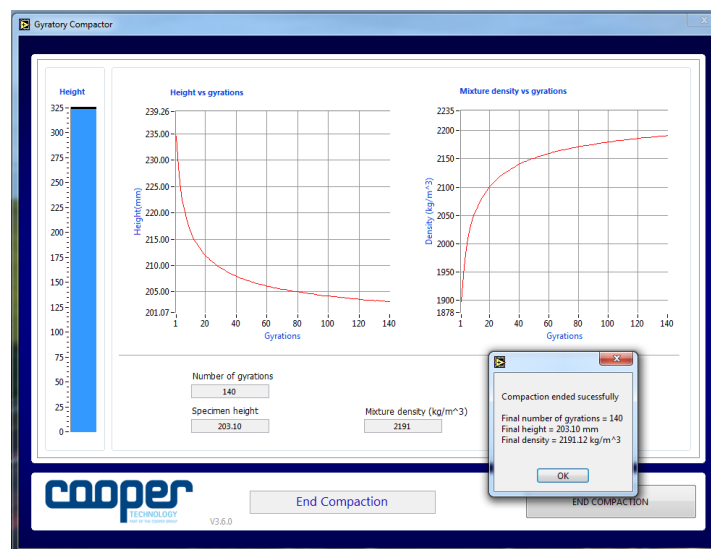 Gyratory Compactor
x
Height
325
300
275
250
225
200
175
150
125
100
75
50
25
0
Height vs gyrations
239.26
235.00
230.00
225.00
220.00
215.00
210.00
205.00
201.07
Height(mm)
1 20 40 60 80 100 120 140
Gyrations
Mixture density vs gyrations
2235
2200
2150
2100
2050
2000
1950
1900
1878
Density (kg/m^3)
1 20 40 60 80 100 120 140
Gyrations
Number of gyrations
140
Specimen height
203.10
Mixture density (kg/m^3)
2191
x
Compaction ended sucessfully
Final number of gyrations = 140
Final height = 203.10 mm
Final density = 2191.12 kg/m^3
OK
cooper
TECHNOLOGY
PART OF THE COOPER GROUP
V3.6.0
End Compaction
END COMPACTION